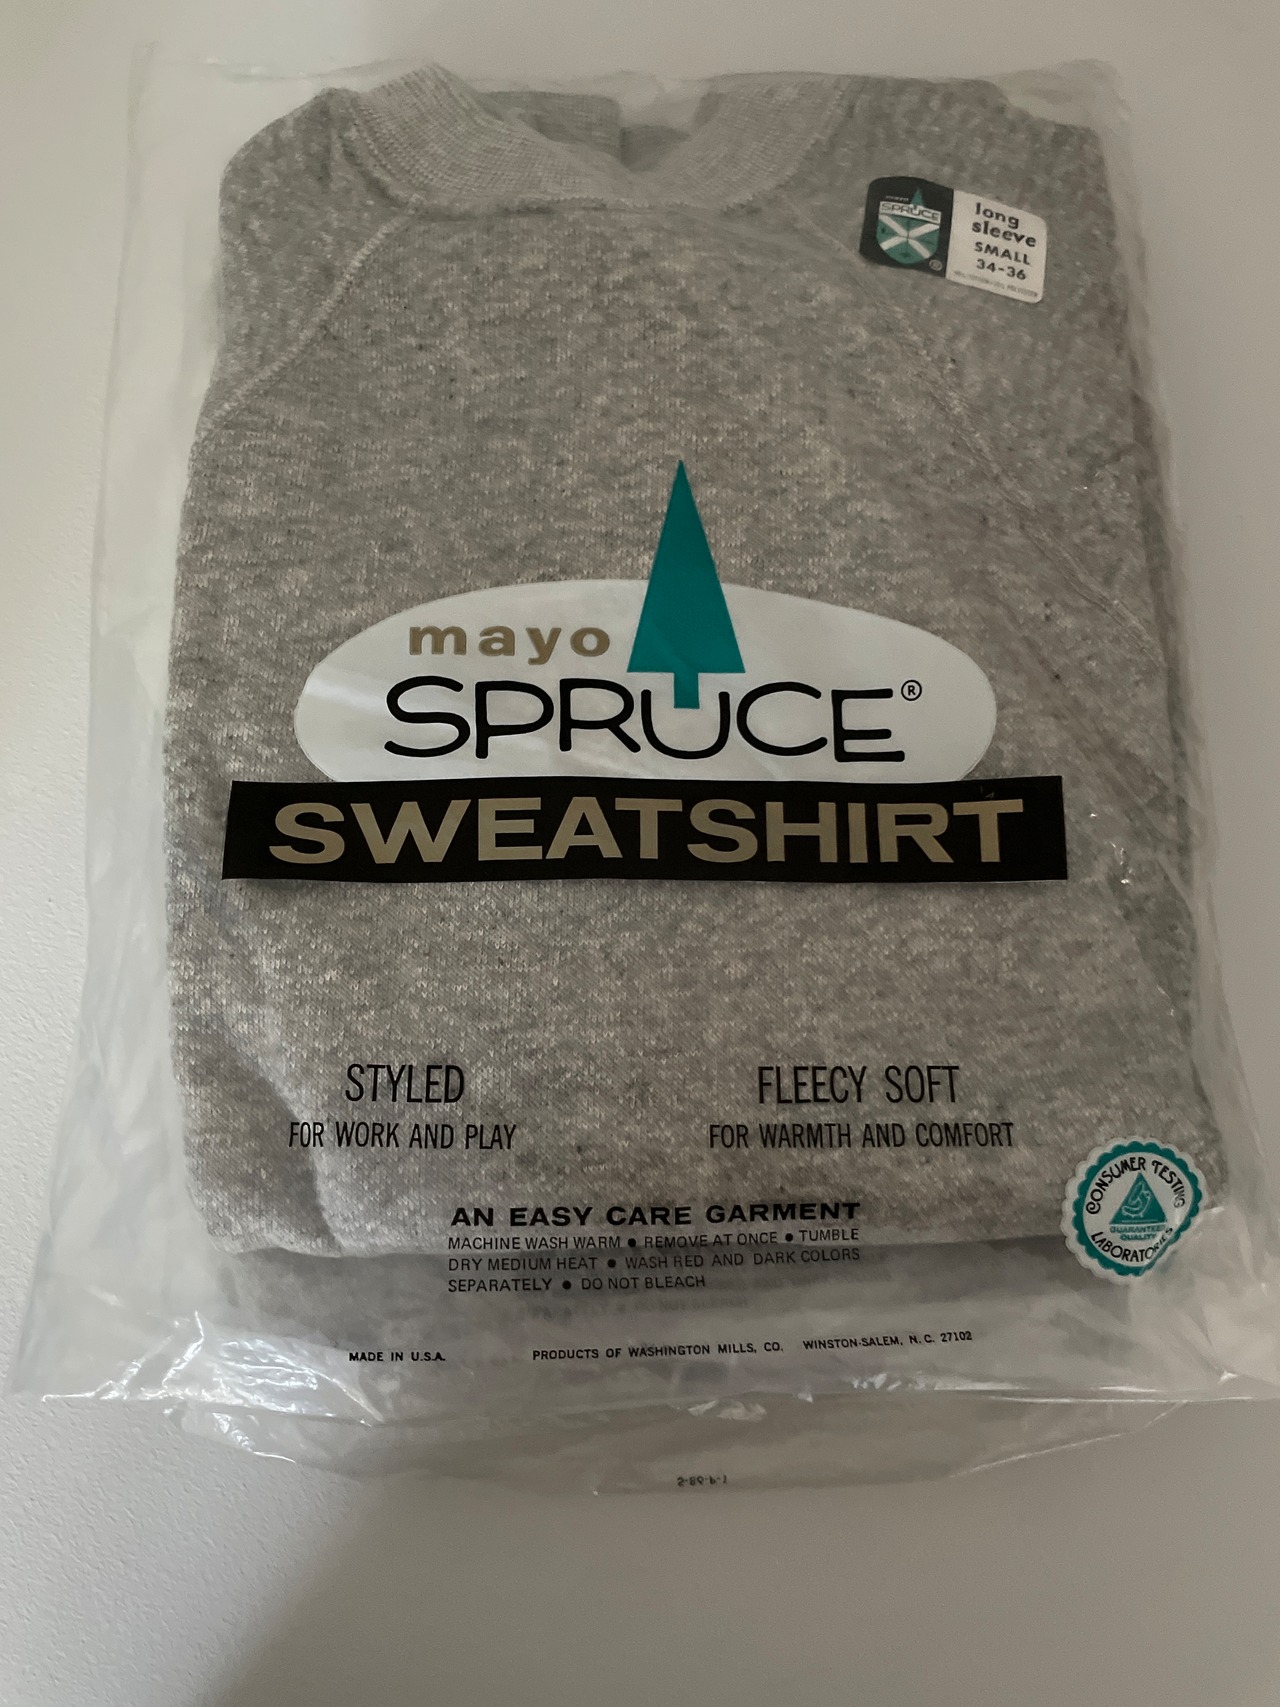 mayo
SPRUCE
®
long
sleeve
SMALL
34-36
mayo
SPRUCE®
SWEATSHIRT
STYLED
FOR WORK AND PLAY
FLEECY SOFT
FOR WARMTH AND COMFORT
AN EASY CARE GARMENT
MACHINE WASH WARM ● REMOVE AT ONCE ● TUMBLE
DRY MEDIUM HEAT ● WASH RED AND DARK COLORS
SEPARATELY ● DO NOT BLEACH
CONSUMER TESTING
GUARANTEED
QUALITY
LABORATORIES
MADE IN U.S.A. PRODUCTS OF WASHINGTON MILLS, CO. WINSTON-SALEM, N.C. 27102